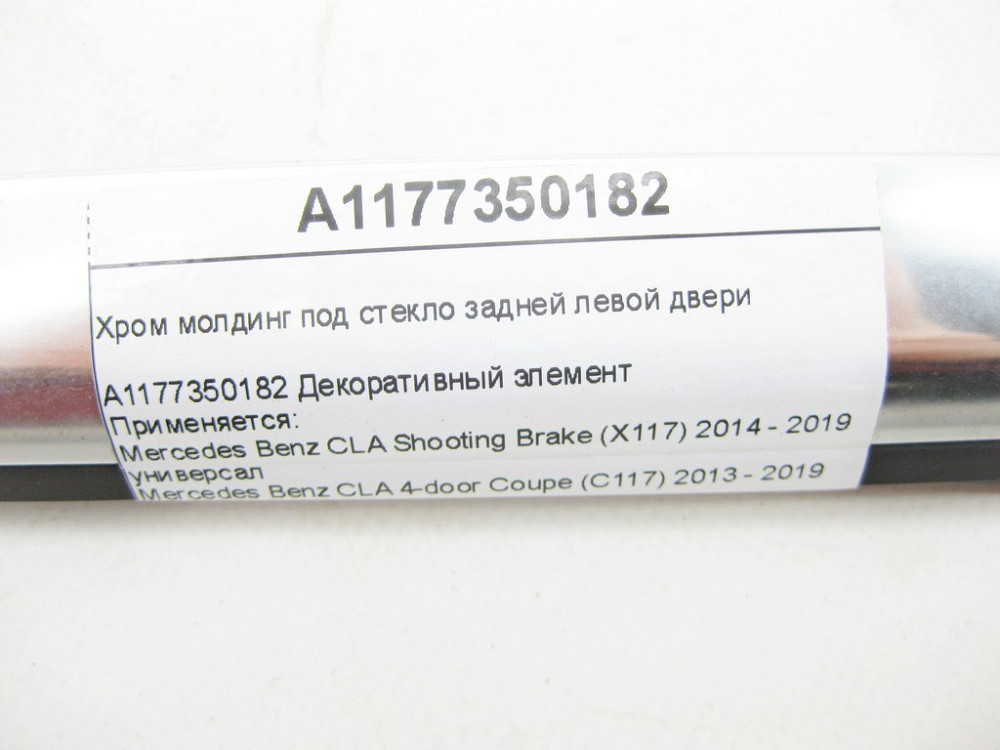 A1177350182
Хром молдинг под стекло задней левой двери
A1177350182 Декоративный элемент
Применяется:
Mercedes Benz CLA Shooting Brake (X117) 2014 - 2019
универсал
Mercedes Benz CLA 4-door Coupe (C117) 2013 - 2019